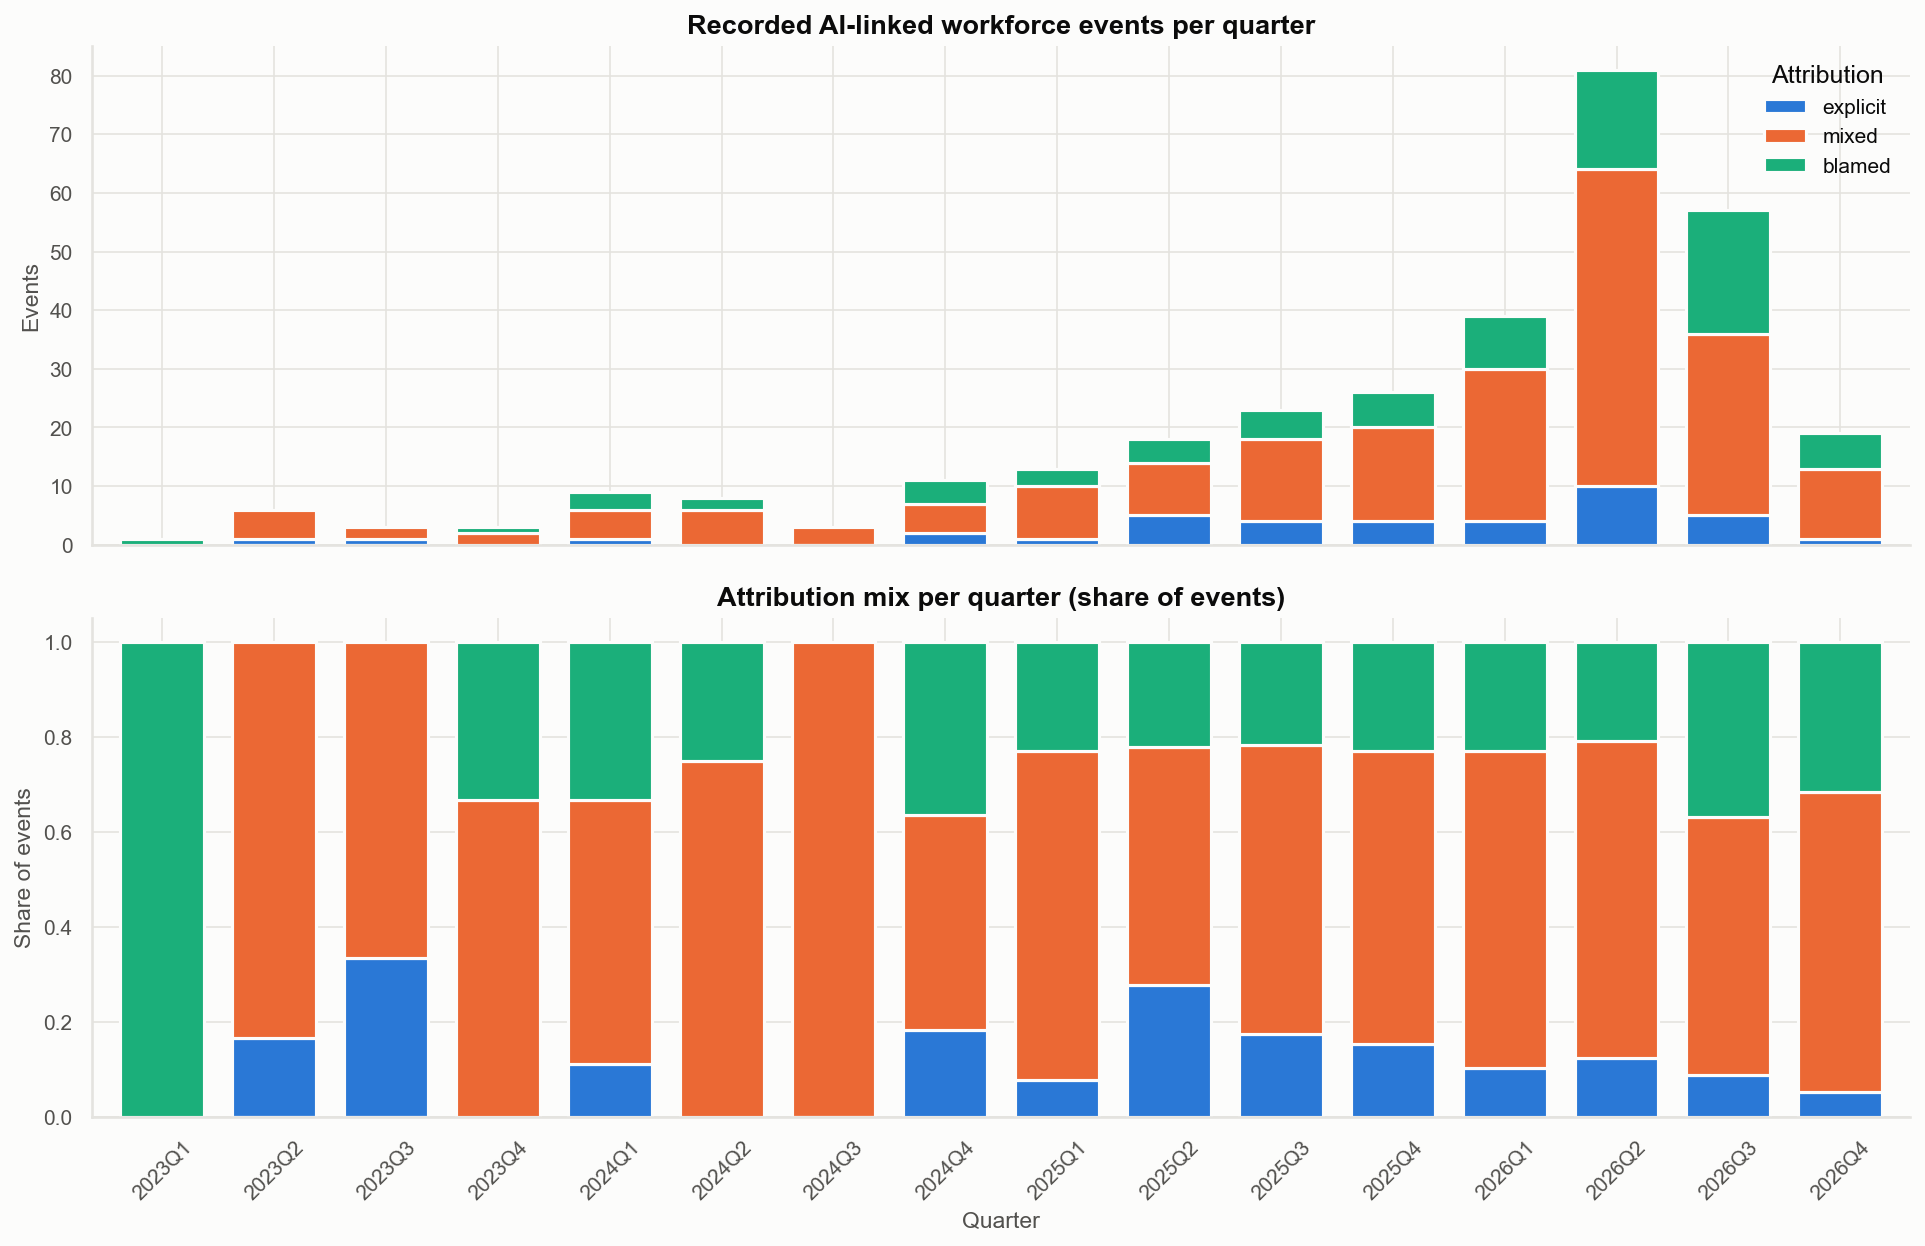 Recorded AI-linked workforce events per quarter
Events
80
70
60
50
40
30
20
10
0
Attribution
explicit
mixed
blamed
Attribution mix per quarter (share of events)
Share of events
1.0
0.8
0.6
0.4
0.2
0.0
2023Q1
2023Q2
2023Q3
2023Q4
2024Q1
2024Q2
2024Q3
2024Q4
2025Q1
2025Q2
2025Q3
2025Q4
2026Q1
2026Q2
2026Q3
2026Q4
Quarter